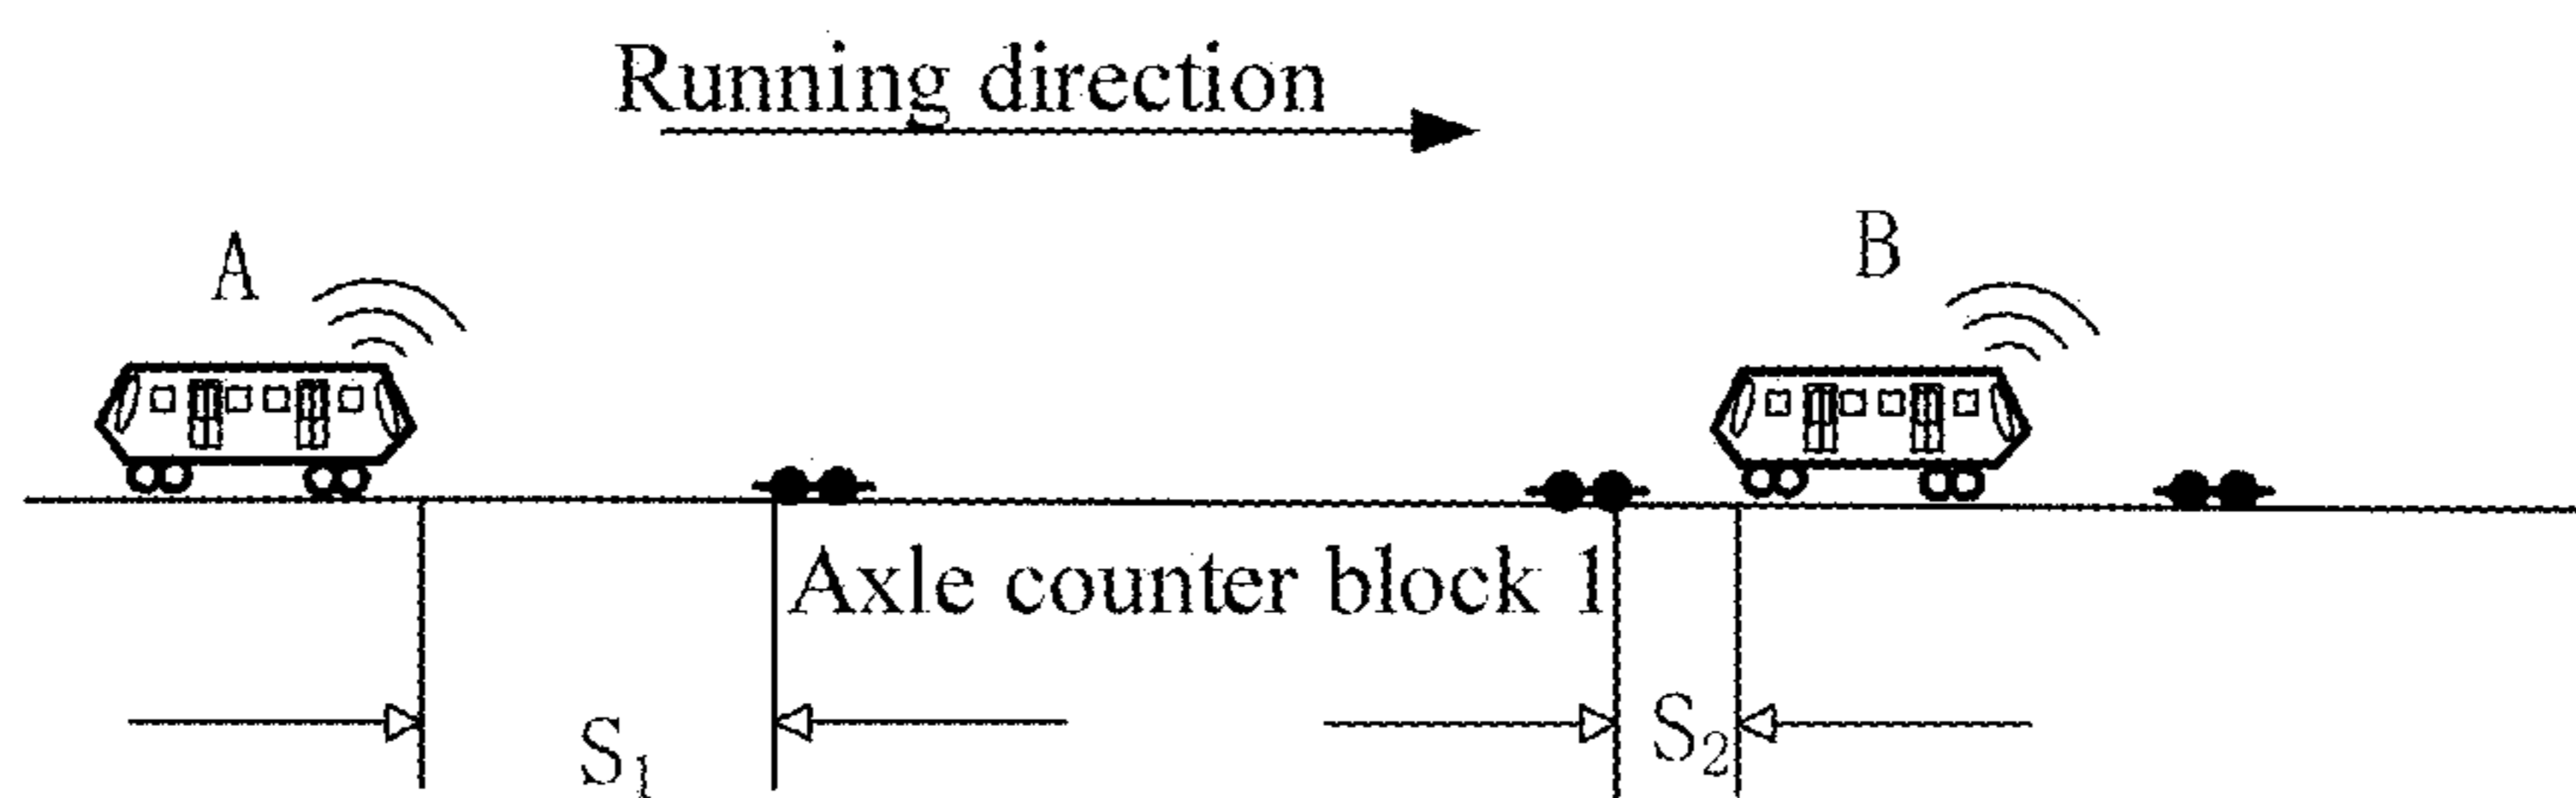 Running direction
A
B
Axle counter block 1
S₁
S₂